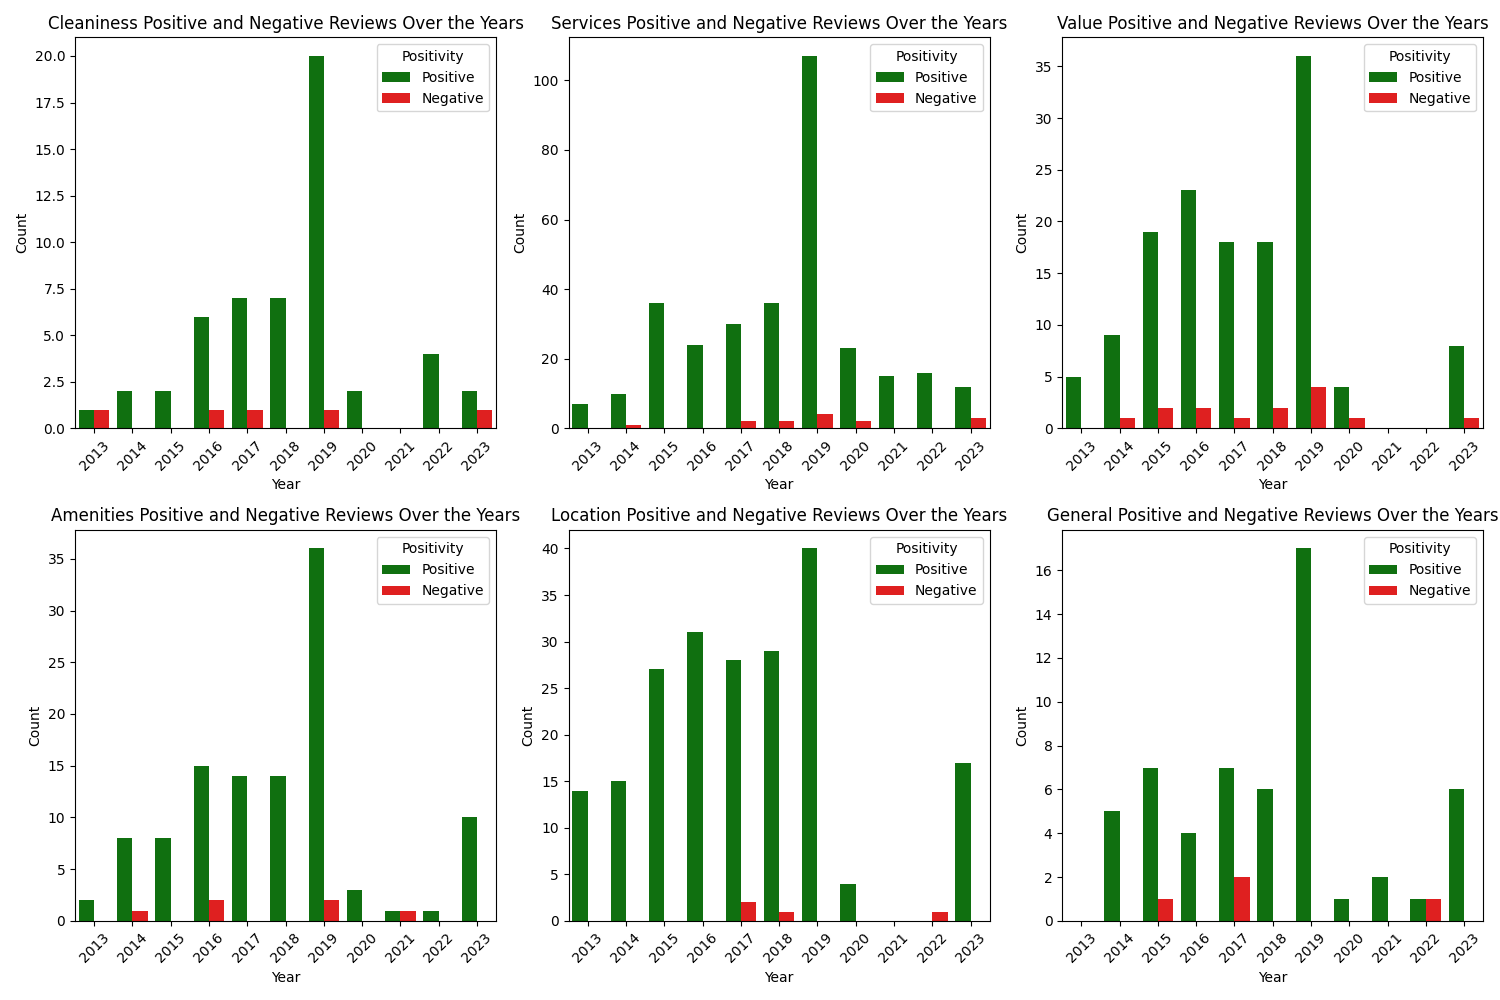 Cleaniness Positive and Negative Reviews Over the Years
Count
20.0
17.5
15.0
12.5
10.0
7.5
5.0
2.5
0.0
Positivity
Positive
Negative
2013 2014 2015 2016 2017 2018 2019 2020 2021 2022 2023
Year
Services Positive and Negative Reviews Over the Years
Count
100
80
60
40
20
0
Positivity
Positive
Negative
2013 2014 2015 2016 2017 2018 2019 2020 2021 2022 2023
Year
Value Positive and Negative Reviews Over the Years
Count
35
30
25
20
15
10
5
0
Positivity
Positive
Negative
2013 2014 2015 2016 2017 2018 2019 2020 2021 2022 2023
Year
Amenities Positive and Negative Reviews Over the Years
Count
35
30
25
20
15
10
5
0
Positivity
Positive
Negative
2013 2014 2015 2016 2017 2018 2019 2020 2021 2022 2023
Year
Location Positive and Negative Reviews Over the Years
Count
40
35
30
25
20
15
10
5
0
Positivity
Positive
Negative
2013 2014 2015 2016 2017 2018 2019 2020 2021 2022 2023
Year
General Positive and Negative Reviews Over the Years
Count
16
14
12
10
8
6
4
2
0
Positivity
Positive
Negative
2013 2014 2015 2016 2017 2018 2019 2020 2021 2022 2023
Year